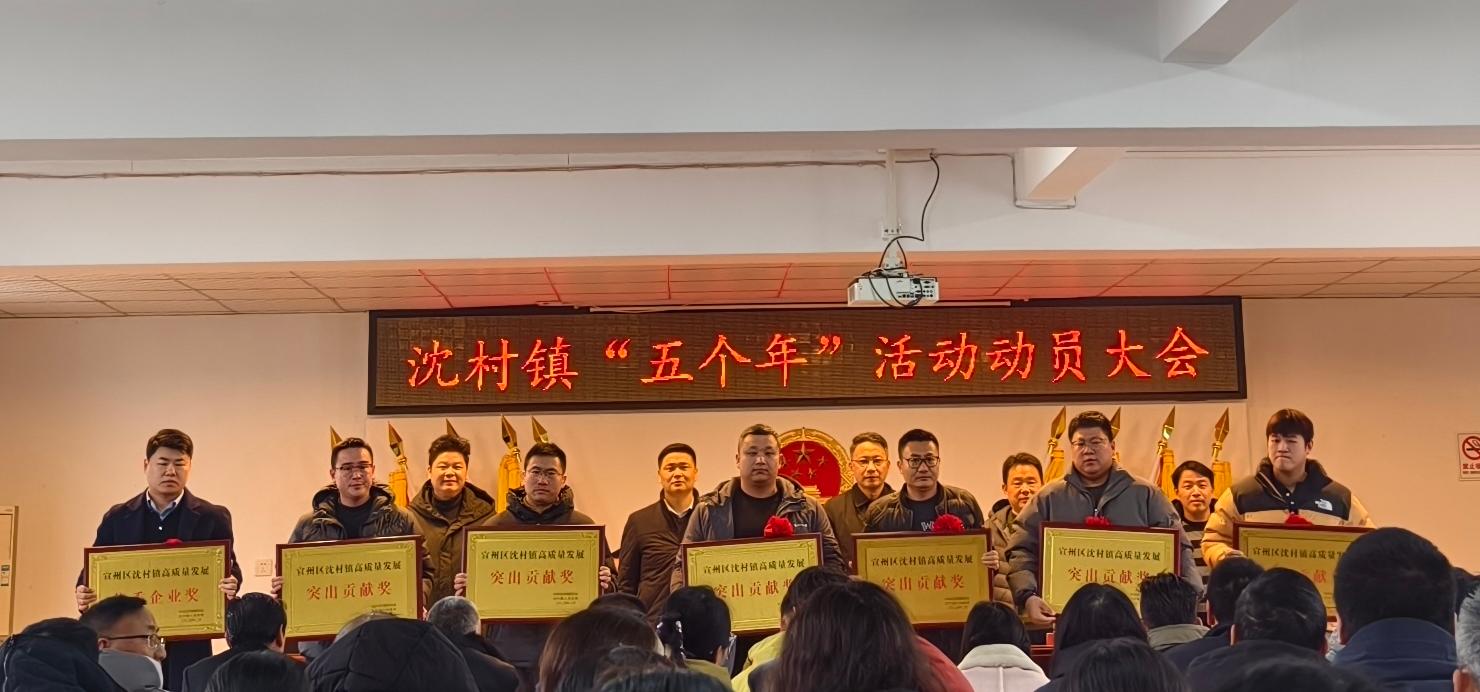 沈村镇“五个年”活动动员大会
宣州区沈村镇高质量发展
企业奖
宣州区沈村镇高质量发展
突出贡献奖
宣州区沈村镇高质量发展
突出贡献奖
宣州区沈村镇高质量发展
突出贡献奖
宣州区沈村镇高质量发展
突出贡献奖
宣州区沈村镇高质量发展
突出贡献奖
宣州区沈村镇高质量发展
突出贡献